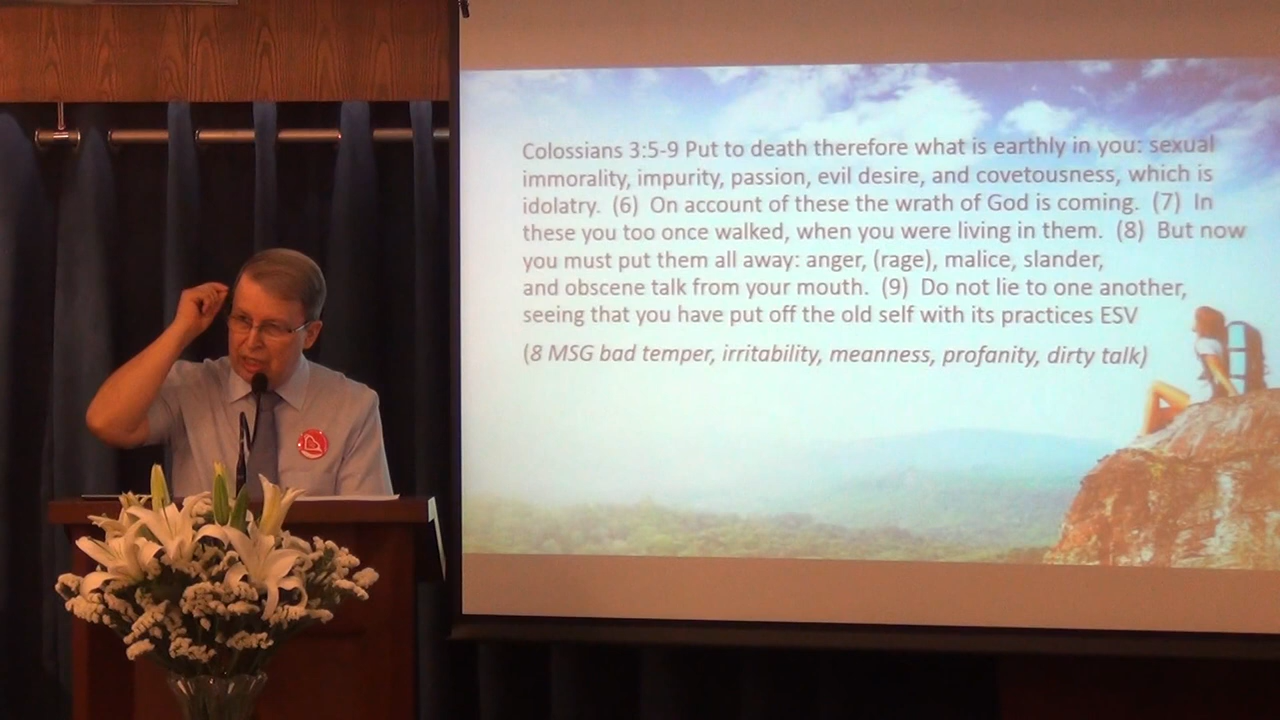 Colossians 3:5-9 Put to death therefore what is earthly in you: sexual
immorality, impurity, passion, evil desire, and covetousness, which is
idolatry. (6) On account of these the wrath of God is coming. (7) In
these you too once walked, when you were living in them. (8) But now
you must put them all away: anger, (rage), malice, slander,
and obscene talk from your mouth. (9) Do not lie to one another,
seeing that you have put off the old self with its practices ESV
(8 MSG bad temper, irritability, meanness, profanity, dirty talk)